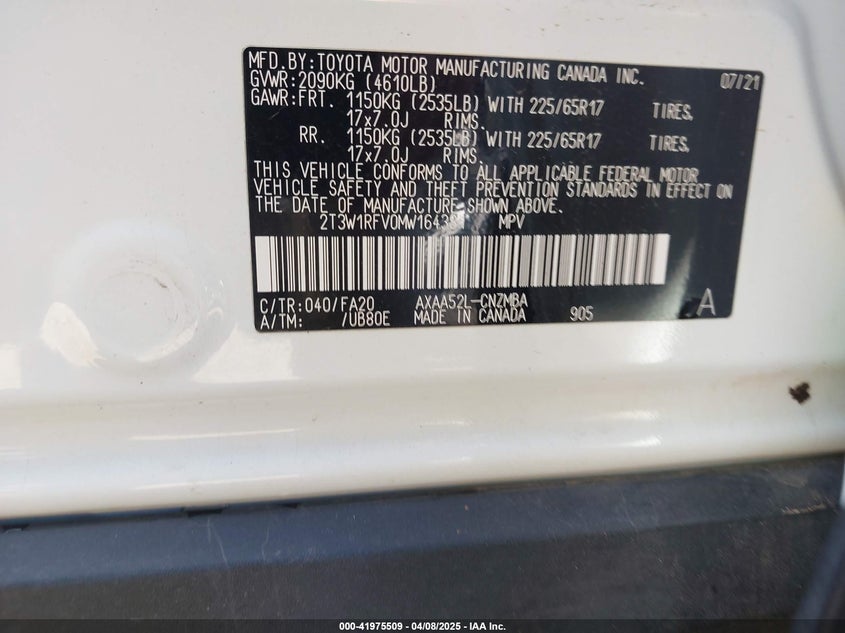 MFD.BY:TOYOTA MOTOR MANUFACTURING CANADA INC. 07/21
GVWR:2090KG (4610LB)
GAWR:FRT. 1150KG (2535LB) WITH 225/65R17 TIRES,
17x7.0J RIMS.
RR. 1150KG (2535LB) WITH 225/65R17 TIRES,
17x7.0J RIMS.
THIS VEHICLE CONFORMS TO ALL APPLICABLE FEDERAL MOTOR
VEHICLE SAFETY AND THEFT PREVENTION STANDARDS IN EFFECT ON
THE DATE OF MANUFACTURE SHOWN ABOVE.
MPV
C/TR:040/FA20 AXAA52L-CNZMBA
A/TM: /UB80E MADE IN CANADA 905
A
000-41975509 | 04/08/2025 | IAA Inc.